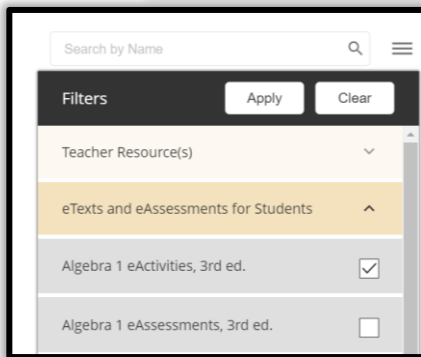 Search by Name
Filters Apply Clear
Teacher Resource(s)
eTexts and eAssessments for Students
Algebra 1 eActivities, 3rd ed.
Algebra 1 eAssessments, 3rd ed.